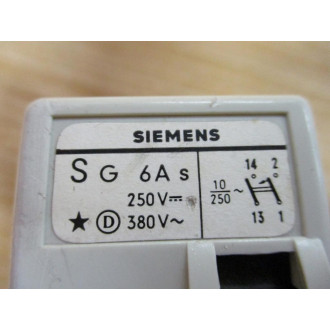 SIEMENS
S G 6A s
250V⎓
★ Ⓓ 380V~
10/250 ~
14 2
13 1